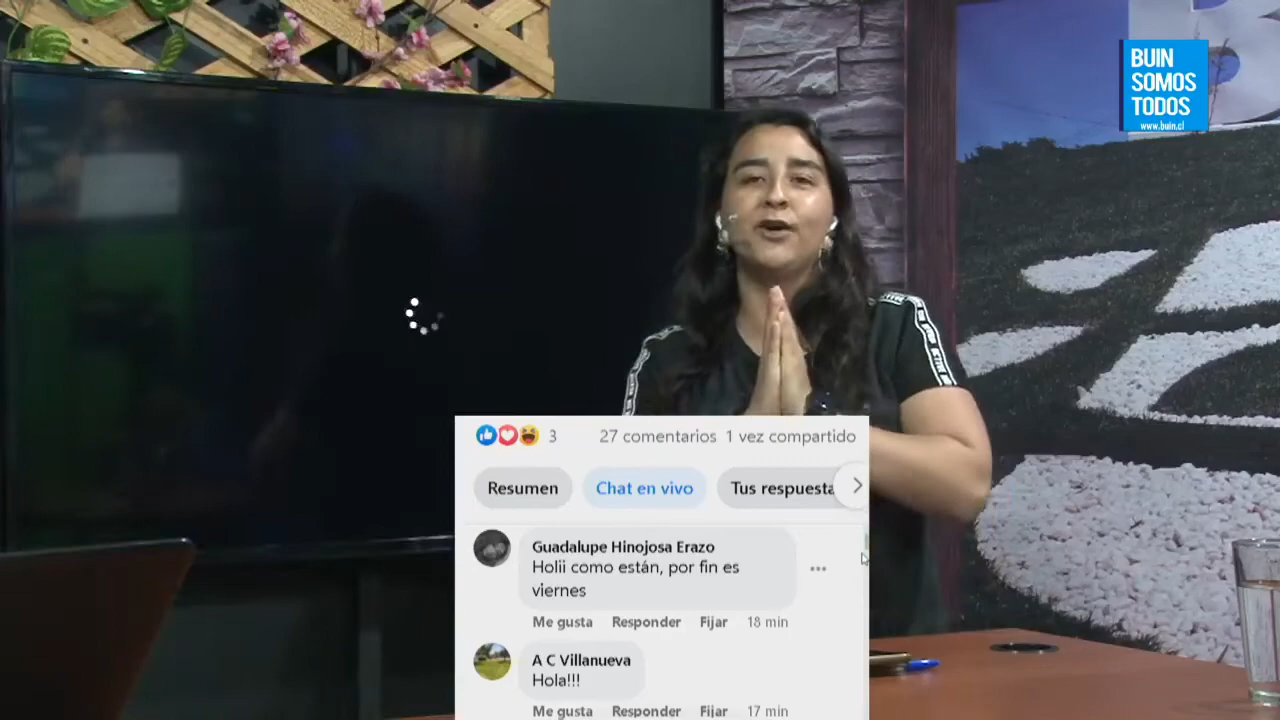 BUIN
SOMOS
TODOS
www.buin.cl
3 27 comentarios 1 vez compartido
Resumen Chat en vivo Tus respuesta
Guadalupe Hinojosa Erazo
Holii como están, por fin es
viernes
Me gusta Responder Fijar 18 min
A C Villanueva
Hola!!!
Me gusta Responder Fijar 17 min